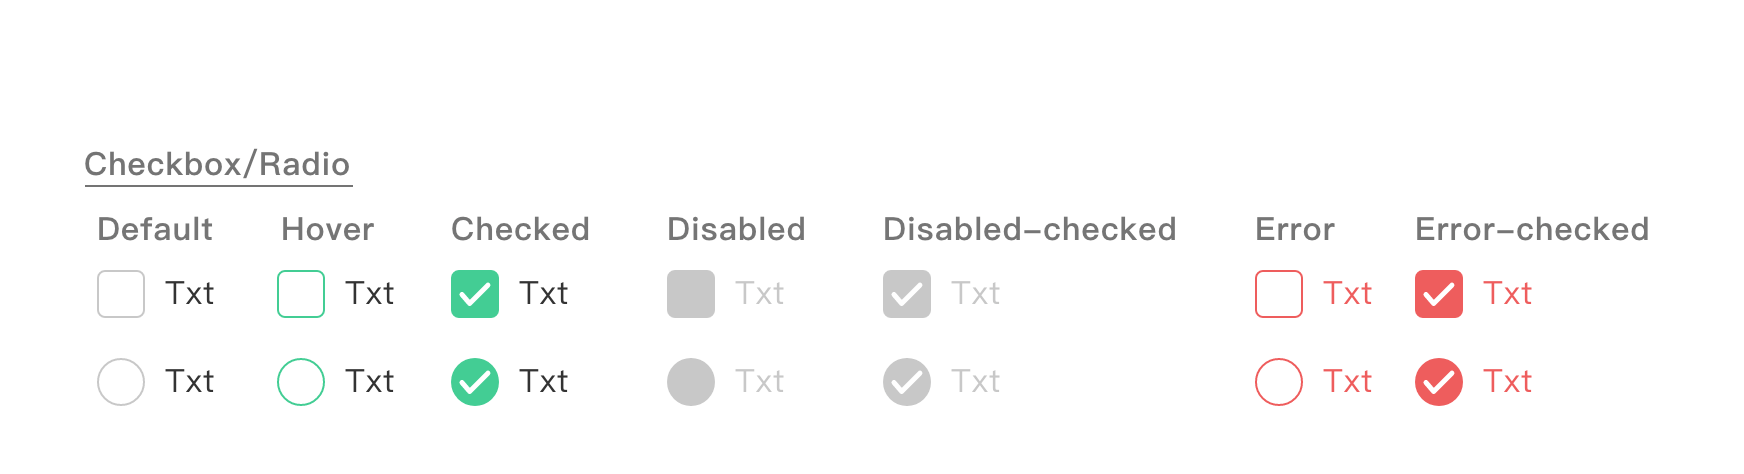 Checkbox/Radio
Default Hover Checked Disabled Disabled-checked Error Error-checked
Txt Txt Txt Txt Txt Txt Txt
Txt Txt Txt Txt Txt Txt Txt